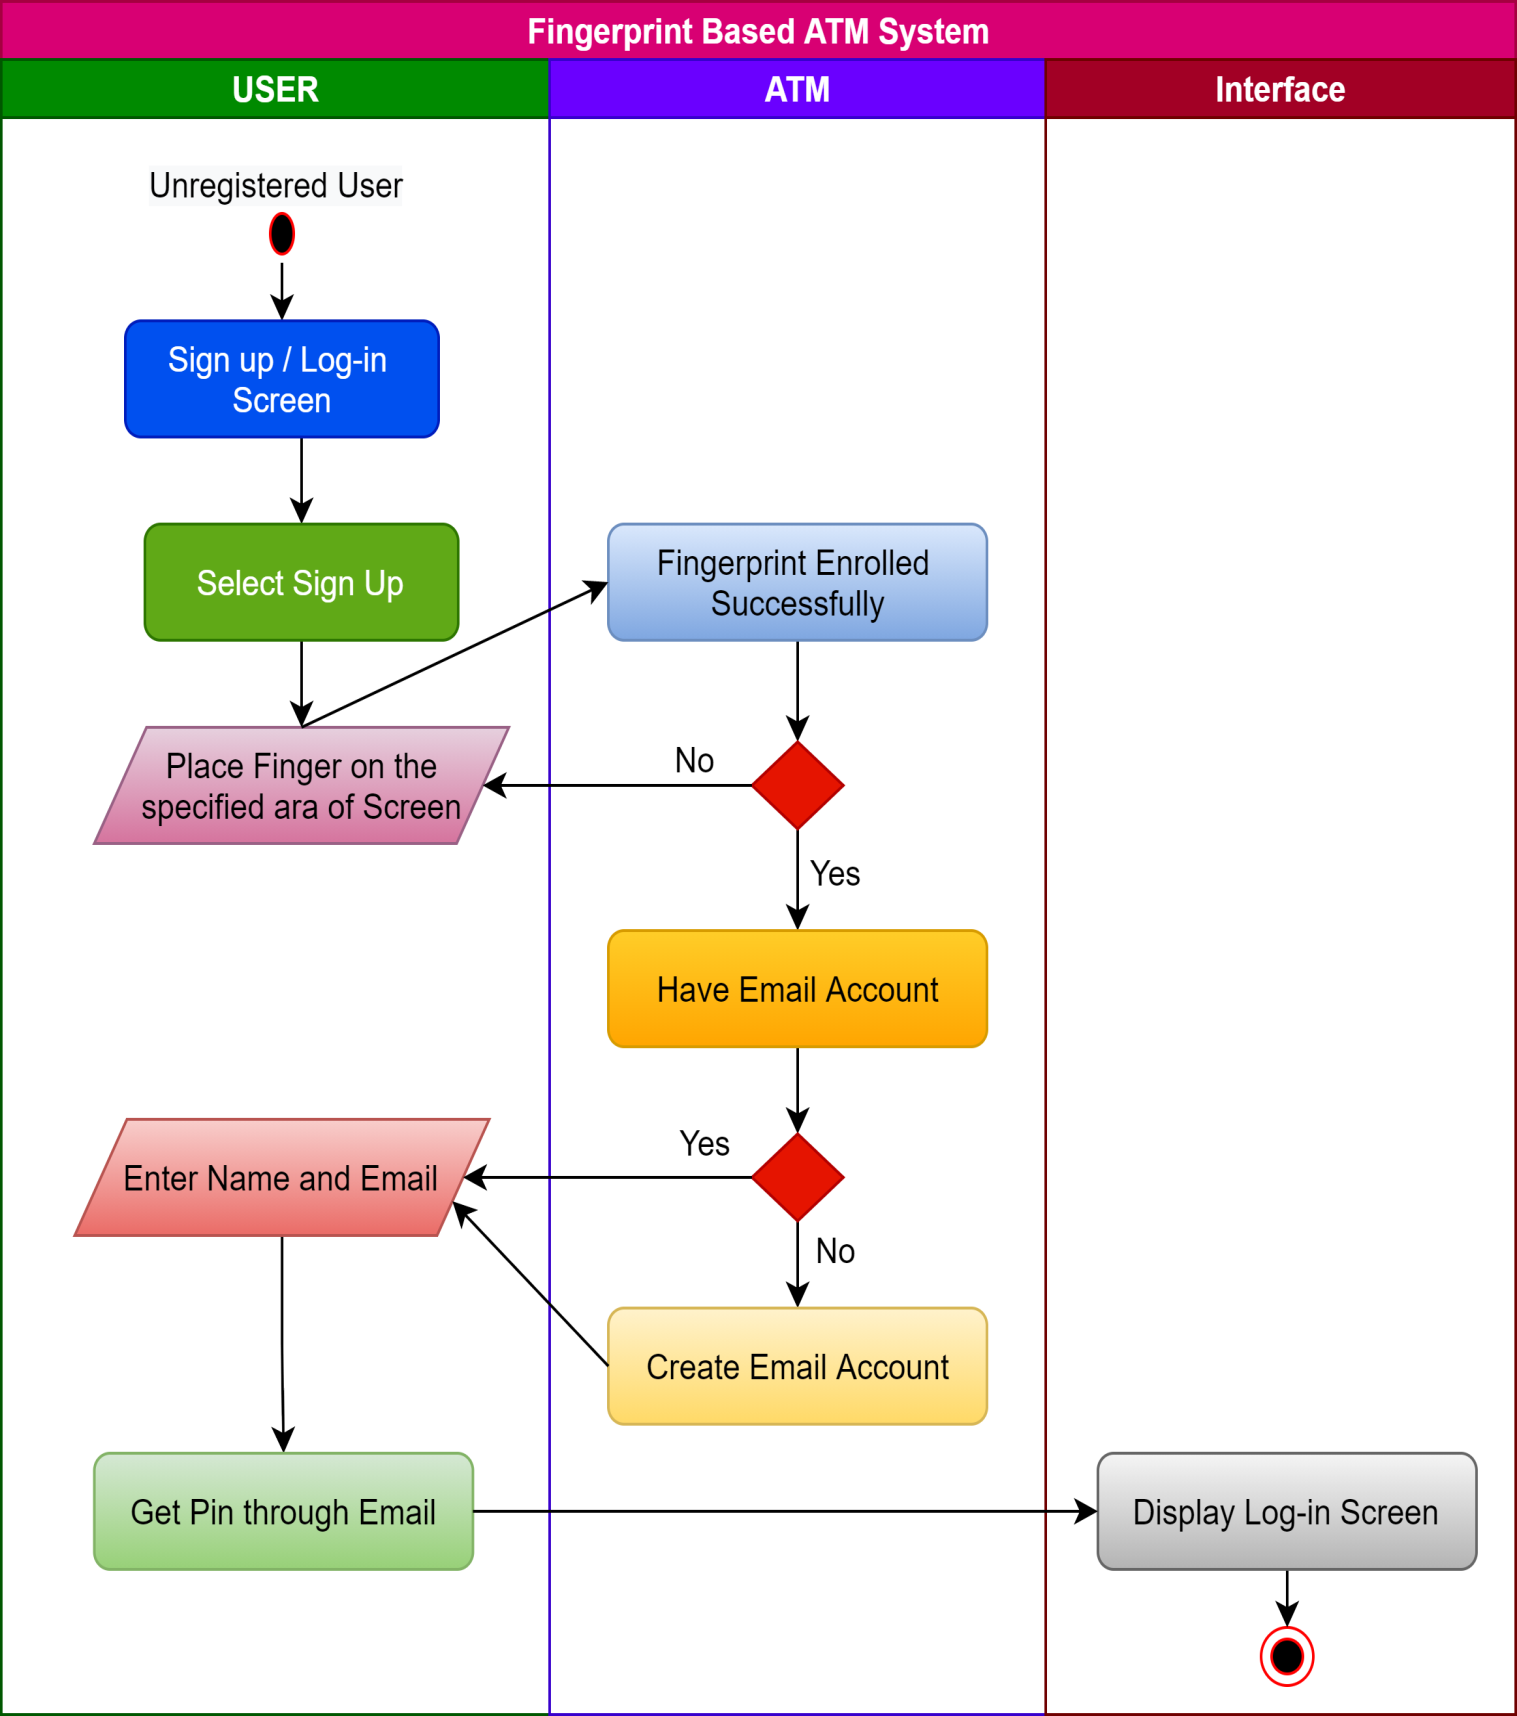 Fingerprint Based ATM System
USER
ATM
Interface
Unregistered User
Sign up / Log-in
Screen
Select Sign Up
Fingerprint Enrolled
Successfully
Place Finger on the
specified ara of Screen
No
Yes
Have Email Account
Yes
Enter Name and Email
No
Create Email Account
Get Pin through Email
Display Log-in Screen